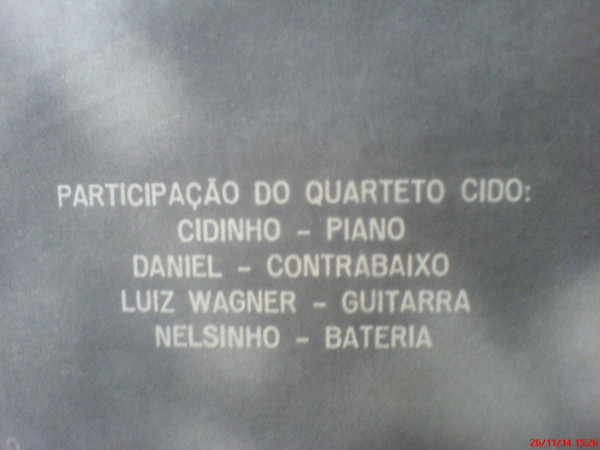 PARTICIPAÇÃO DO QUARTETO CIDO:
CIDINHO - PIANO
DANIEL - CONTRABAIXO
LUIZ WAGNER - GUITARRA
NELSINHO - BATERIA
26/11/14 15:26